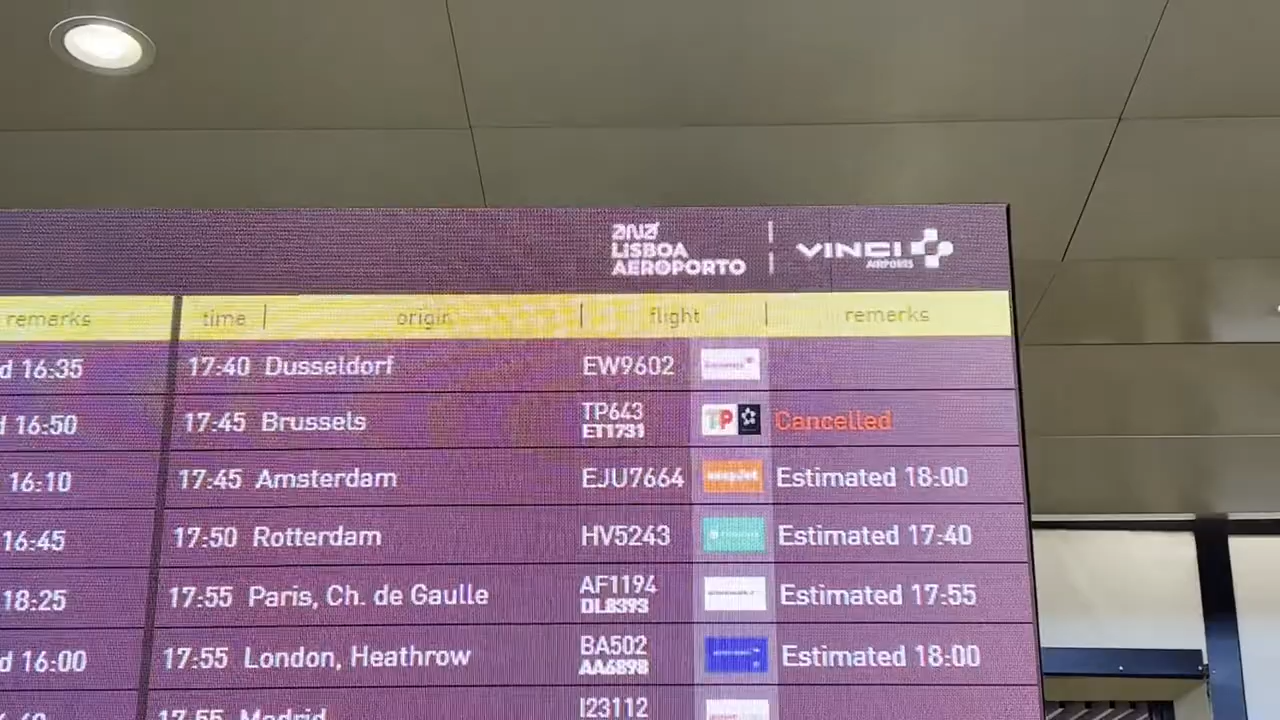 ana
LISBOA
AEROPORTO
VINCI
AIRPORTS
remarks
time origin flight remarks
16:35
17:40 Dusseldorf EW9602
16:50
17:45 Brussels TP643 TP Cancelled
ET1731
16:10
17:45 Amsterdam EJU7664 easyJet Estimated 18:00
16:45
17:50 Rotterdam HV5243 Estimated 17:40
18:25
17:55 Paris, Ch. de Gaulle AF1194 Estimated 17:55
DL8393
16:00
17:55 London, Heathrow BA502 Estimated 18:00
AA6898
17:55 Madrid I23112